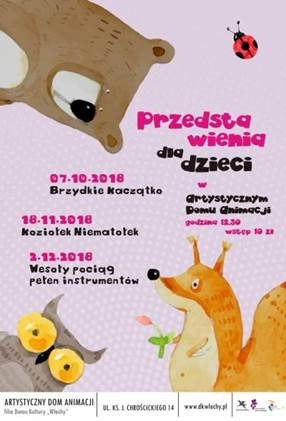 Przedsta
wienia
dla
dzieci
w
Artystycznym
Domu Animacji
godzina 12.30
wstęp 10 zł
07.10.2018
Brzydkie Kaczątko
18.11.2018
Koziołek Niematołek
2.12.2018
Wesoły pociąg
pełen instrumentów
ARTYSTYCZNY DOM ANIMACJI
filia Domu Kultury „Włochy"
UL. KS. J. CHROŚCICKIEGO 14
www.dkwlochy.pl